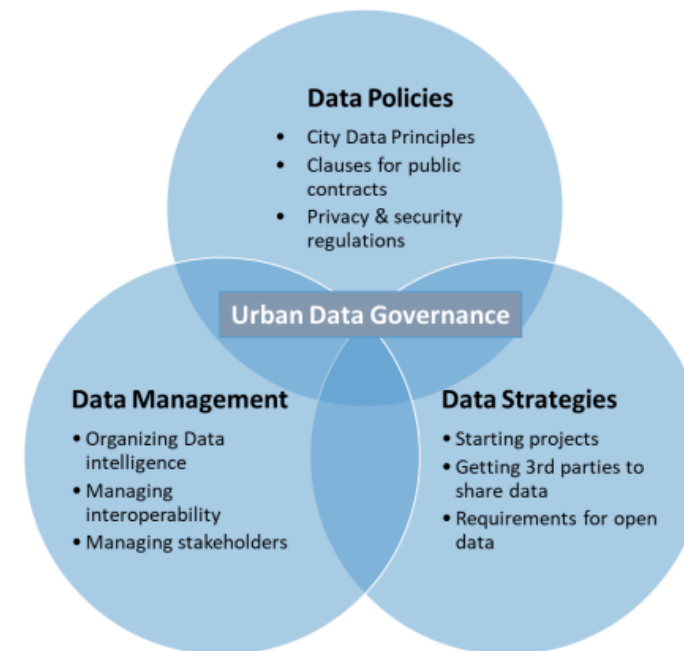 Data Policies
• City Data Principles
• Clauses for public
contracts
• Privacy & security
regulations
Urban Data Governance
Data Management
• Organizing Data
intelligence
• Managing
interoperability
• Managing stakeholders
Data Strategies
• Starting projects
• Getting 3rd parties to
share data
• Requirements for open
data